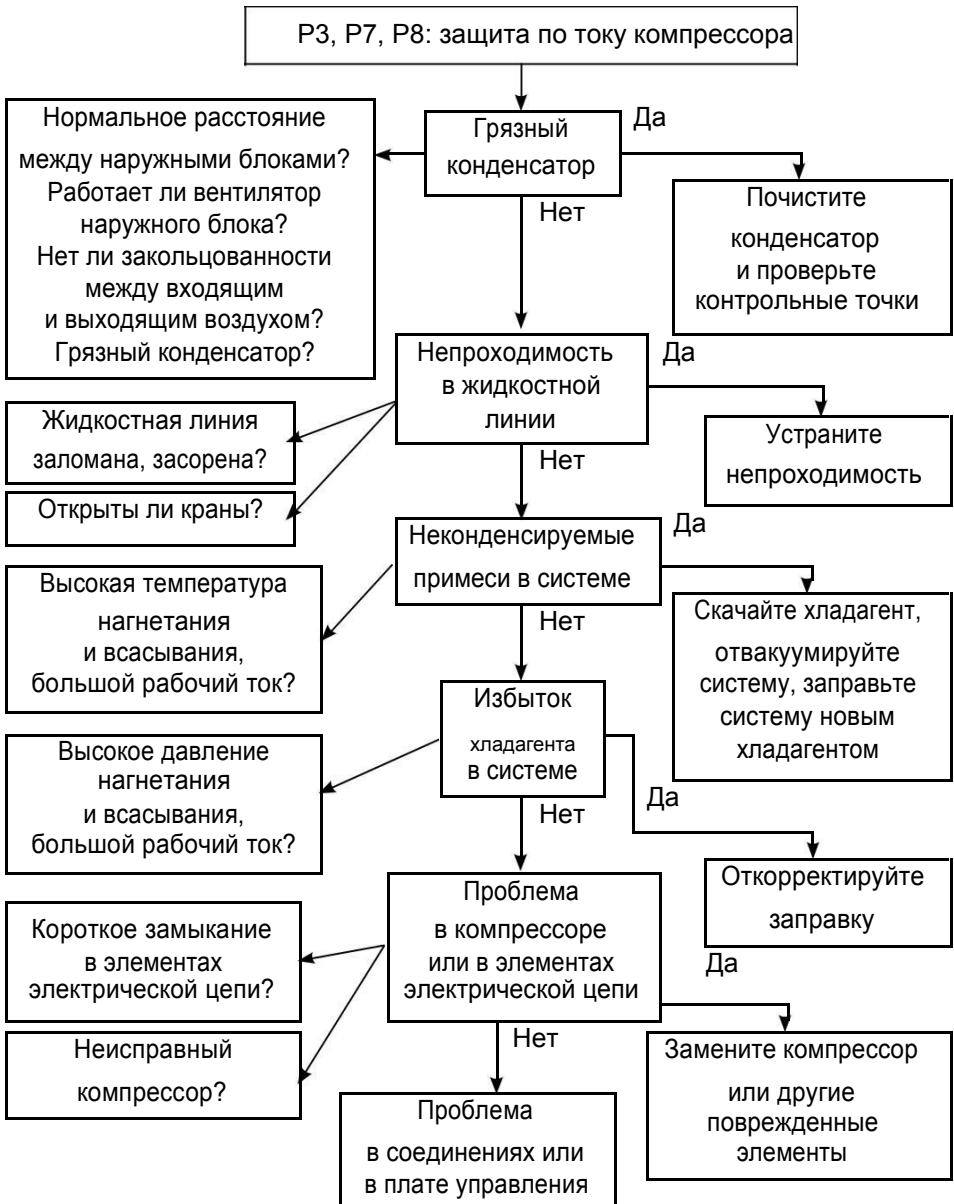 P3, P7, P8: защита по току компрессора
Грязный
конденсатор
Да
Нормальное расстояние
между наружными блоками?
Работает ли вентилятор
наружного блока?
Нет ли закольцованности
между входящим
и выходящим воздухом?
Грязный конденсатор?
Почистите
конденсатор
и проверьте
контрольные точки
Нет
Непроходимость
в жидкостной
линии
Да
Жидкостная линия
заломана, засорена?
Открыты ли краны?
Устраните
непроходимость
Нет
Неконденсируемые
примеси в системе
Да
Высокая температура
нагнетания
и всасывания,
большой рабочий ток?
Скачайте хладагент,
отвакуумируйте
систему, заправьте
систему новым
хладагентом
Нет
Избыток
хладагента
в системе
Да
Высокое давление
нагнетания
и всасывания,
большой рабочий ток?
Откорректируйте
заправку
Нет
Проблема
в компрессоре
или в элементах
электрической цепи
Да
Короткое замыкание
в элементах
электрической цепи?
Неисправный
компрессор?
Замените компрессор
или другие
поврежденные
элементы
Нет
Проблема
в соединениях или
в плате управления